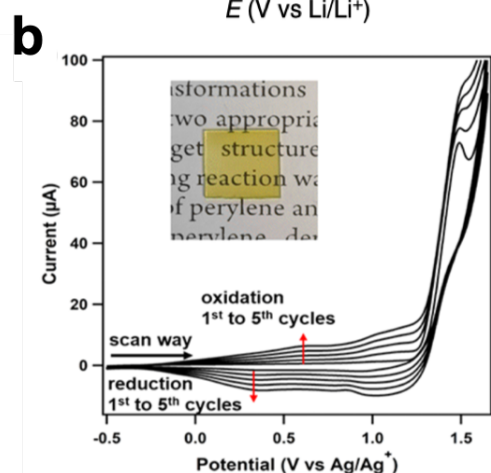 E (V vs Li/Li⁺)
b
100
80
60
40
20
0
Current (µA)
sformations
two appropria
get structure
ng reaction wa
of perylene an
perylene der
oxidation
1st to 5th cycles
scan way
reduction
1st to 5th cycles
-0.5 0.0 0.5 1.0 1.5
Potential (V vs Ag/Ag⁺)